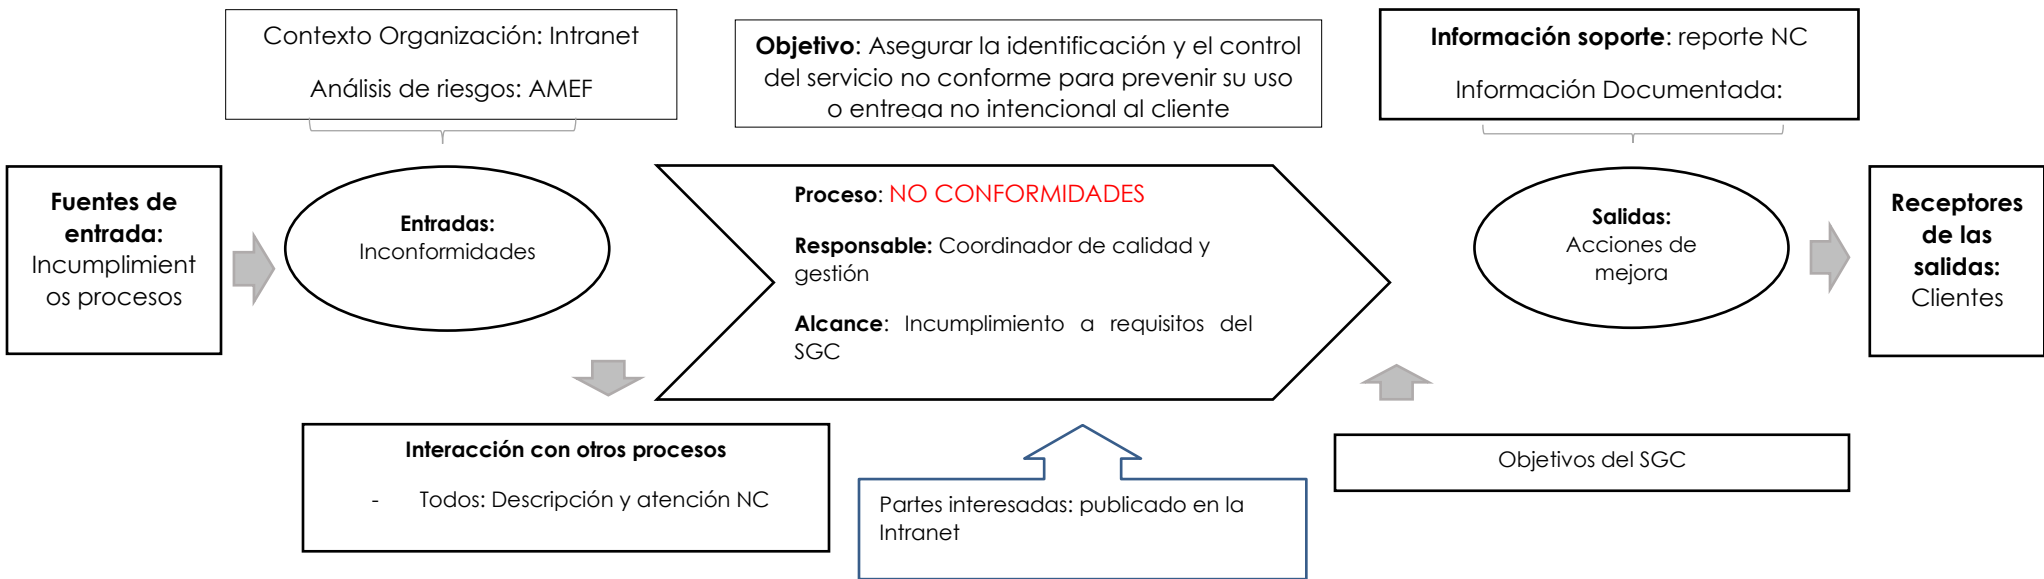 Contexto Organización: Intranet
Análisis de riesgos: AMEF
Objetivo: Asegurar la identificación y el control
del servicio no conforme para prevenir su uso
o entrega no intencional al cliente
Información soporte: reporte NC
Información Documentada:
Fuentes de
entrada:
Incumplimient
os procesos
Entradas:
Inconformidades
Proceso: NO CONFORMIDADES
Responsable: Coordinador de calidad y
gestión
Alcance: Incumplimiento a requisitos del
SGC
Salidas:
Acciones de
mejora
Receptores
de las
salidas:
Clientes
Interacción con otros procesos
- Todos: Descripción y atención NC
Partes interesadas: publicado en la
Intranet
Objetivos del SGC